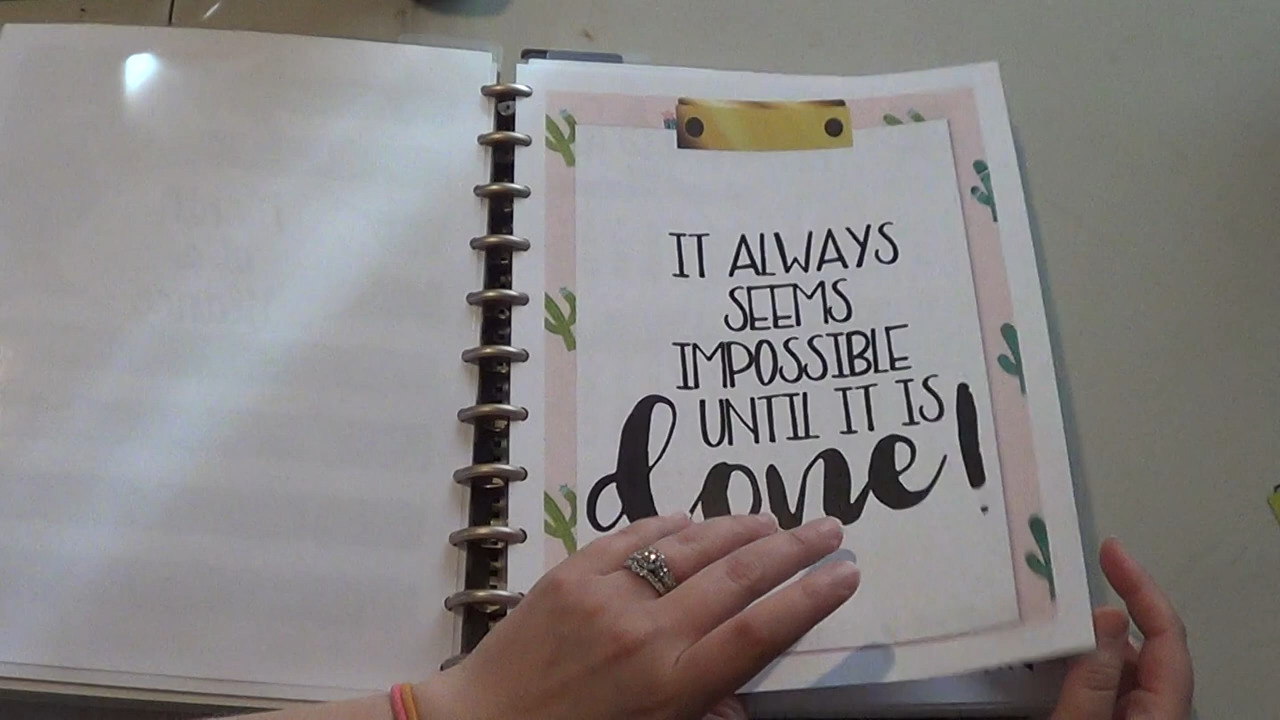 IT ALWAYS
SEEMS
IMPOSSIBLE
UNTIL IT IS
done!